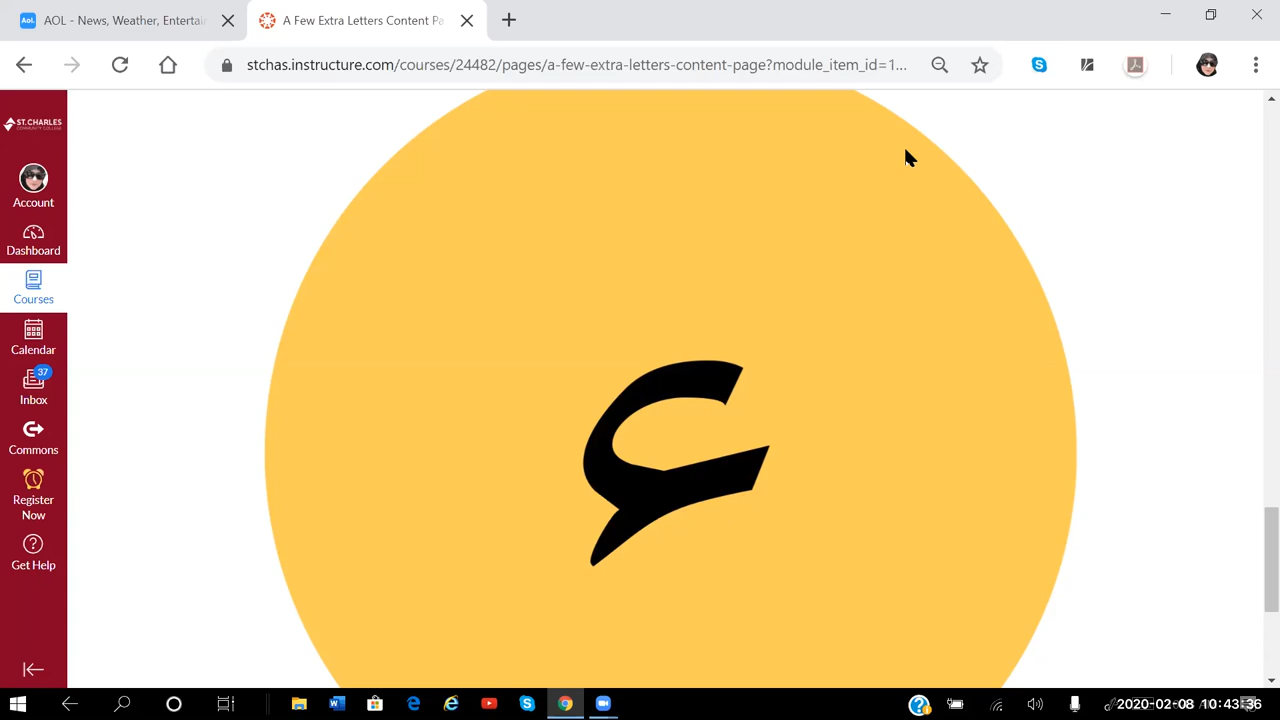 AOL - News, Weather, Entertai
A Few Extra Letters Content Pa
stchas.instructure.com/courses/24482/pages/a-few-extra-letters-content-page?module_item_id=1...
ST. CHARLES
COMMUNITY COLLEGE
Account
Dashboard
Courses
Calendar
37
Inbox
Commons
Register
Now
Get Help
ء
2020-02-08 10:43:36